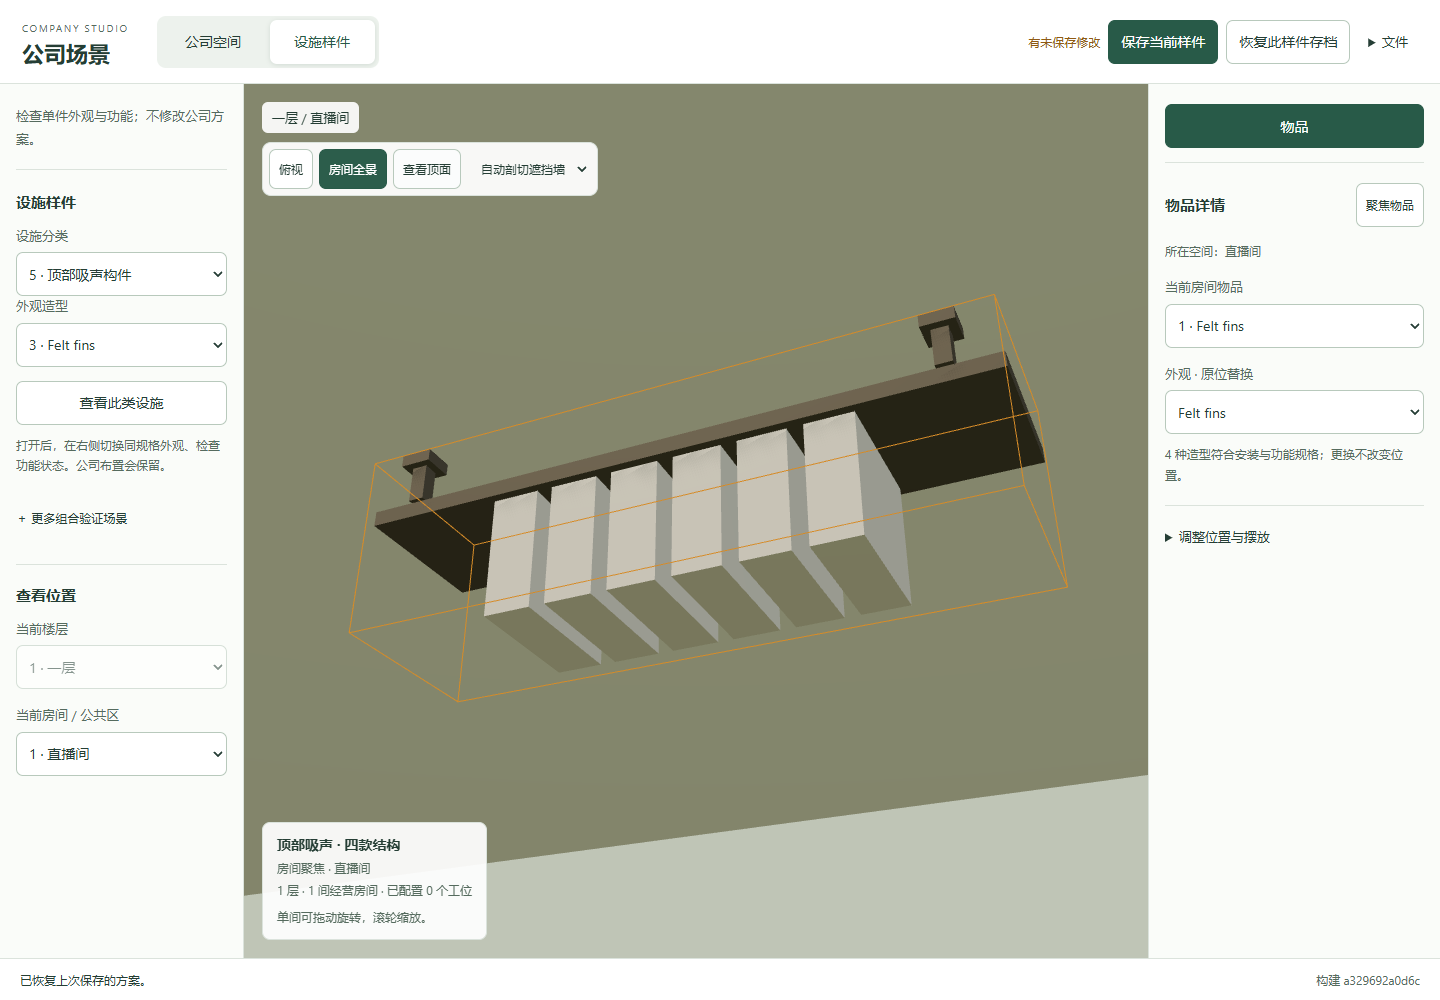 COMPANY STUDIO
公司场景
公司空间
设施样件
有未保存修改
保存当前样件
恢复此样件存档
文件
检查单件外观与功能；不修改公司方
案。
设施样件
设施分类
5 · 顶部吸声构件
外观造型
3 · Felt fins
查看此类设施
打开后，在右侧切换同规格外观、检查
功能状态。公司布置会保留。
+ 更多组合验证场景
查看位置
当前楼层
1 · 一层
当前房间 / 公共区
1 · 直播间
一层 / 直播间
俯视
房间全景
查看顶面
自动剖切遮挡墙
顶部吸声 · 四款结构
房间聚焦 · 直播间
1 层 · 1 间经营房间 · 已配置 0 个工位
单间可拖动旋转，滚轮缩放。
物品
物品详情
聚焦物品
所在空间：直播间
当前房间物品
1 · Felt fins
外观 · 原位替换
Felt fins
4 种造型符合安装与功能规格；更换不改变位
置。
调整位置与摆放
已恢复上次保存的方案。
构建 a329692a0d6c